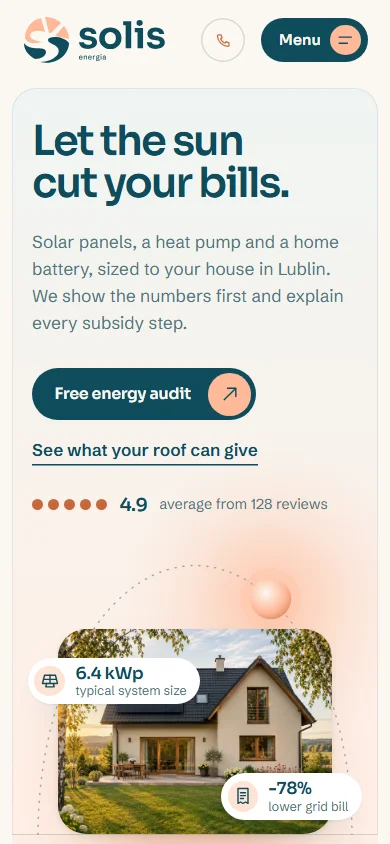 solis
energia
Menu
Let the sun
cut your bills.
Solar panels, a heat pump and a home
battery, sized to your house in Lublin.
We show the numbers first and explain
every subsidy step.
Free energy audit
See what your roof can give
4.9 average from 128 reviews
6.4 kWp
typical system size
-78%
lower grid bill